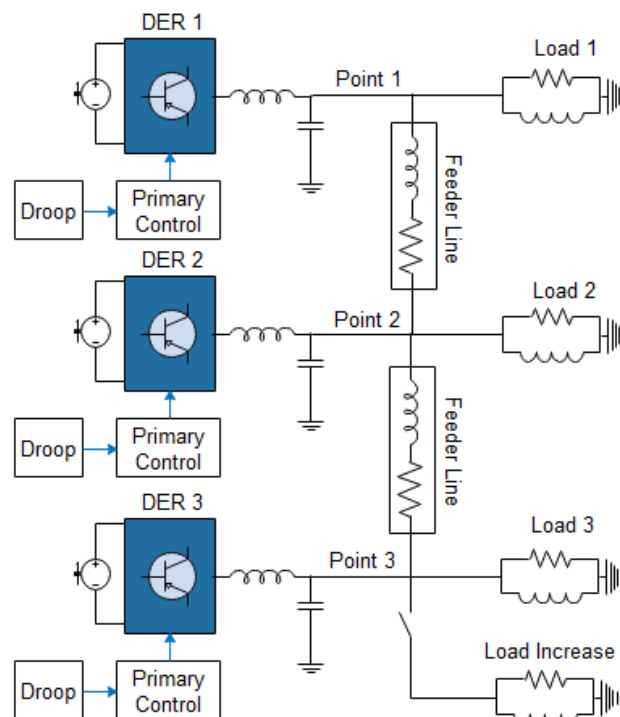 DER 1
Load 1
Point 1
Feeder Line
Droop
Primary
Control
DER 2
Load 2
Point 2
Feeder Line
Droop
Primary
Control
DER 3
Load 3
Point 3
Load Increase
Droop
Primary
Control